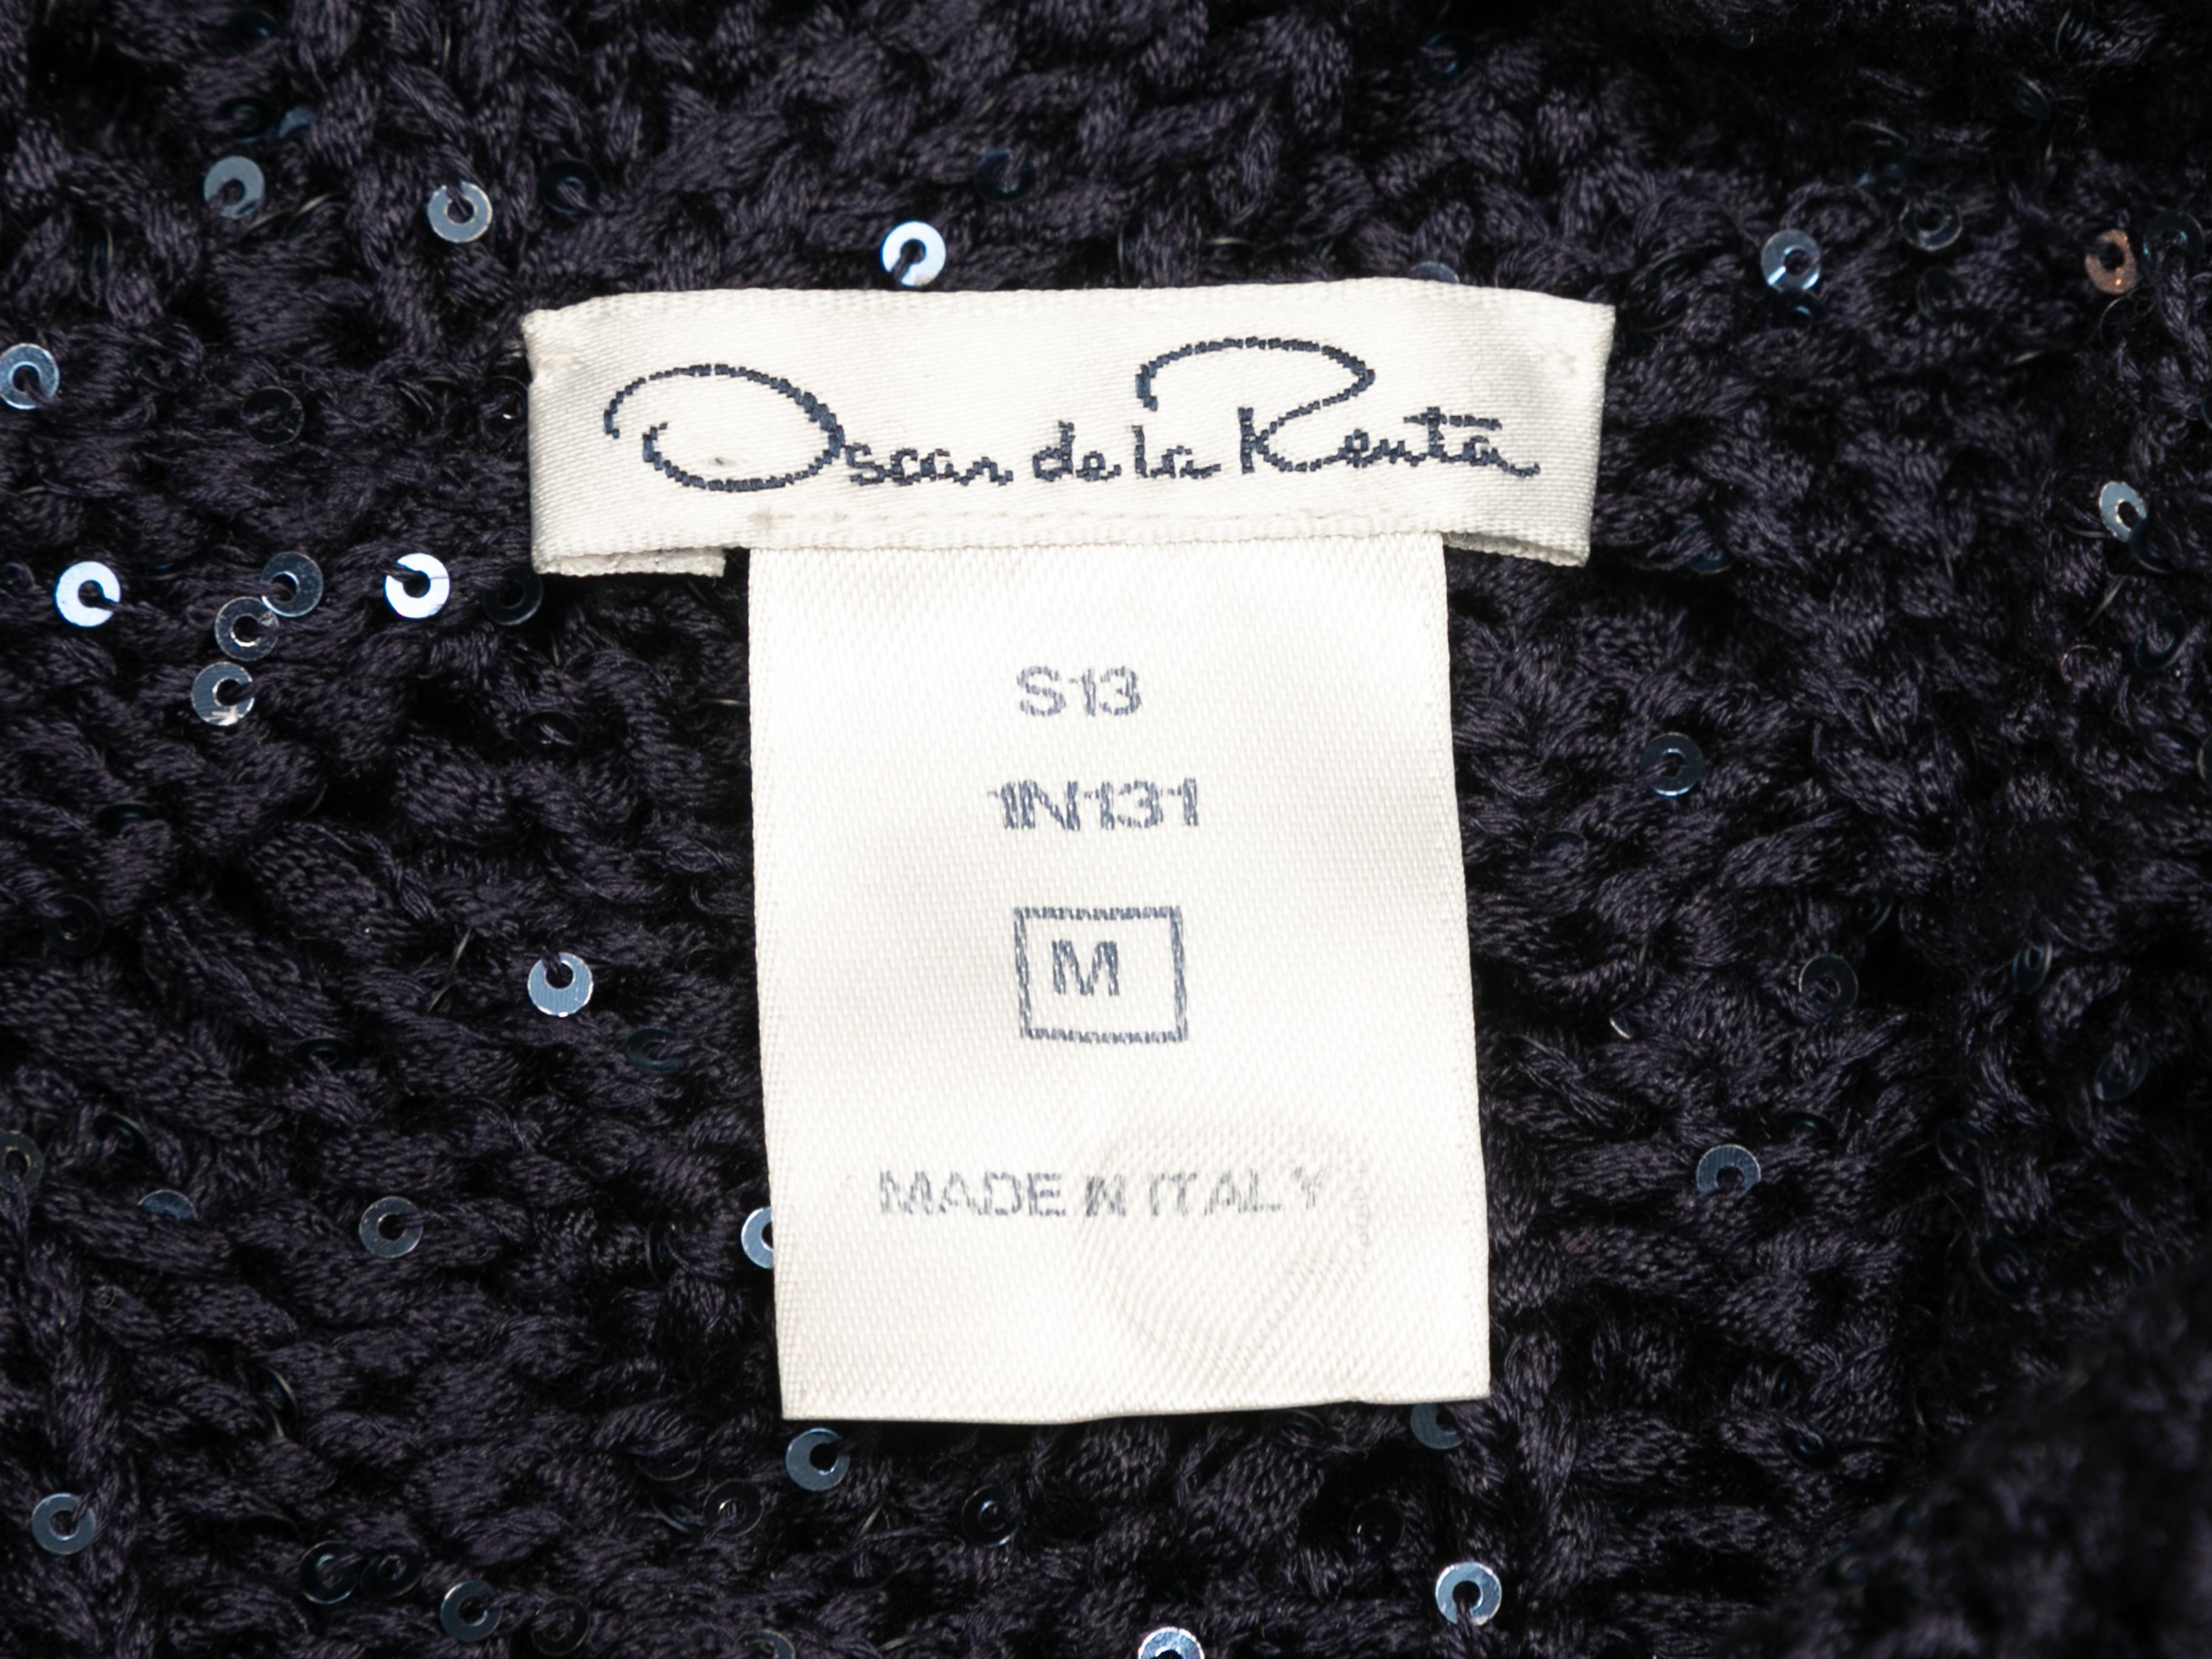 Oscar de la Renta
S13
1N131
M
MADE IN ITALY